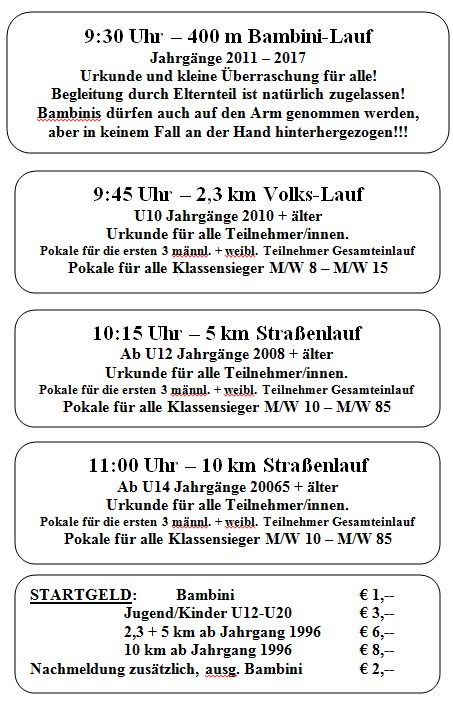 9:30 Uhr – 400 m Bambini-Lauf
Jahrgänge 2011 – 2017
Urkunde und kleine Überraschung für alle!
Begleitung durch Elternteil ist natürlich zugelassen!
Bambinis dürfen auch auf den Arm genommen werden,
aber in keinem Fall an der Hand hinterhergezogen!!!
9:45 Uhr – 2,3 km Volks-Lauf
U10 Jahrgänge 2010 + älter
Urkunde für alle Teilnehmer/innen.
Pokale für die ersten 3 männl. + weibl. Teilnehmer Gesamteinlauf
Pokale für alle Klassensieger M/W 8 – M/W 15
10:15 Uhr – 5 km Straßenlauf
Ab U12 Jahrgänge 2008 + älter
Urkunde für alle Teilnehmer/innen.
Pokale für die ersten 3 männl. + weibl. Teilnehmer Gesamteinlauf
Pokale für alle Klassensieger M/W 10 – M/W 85
11:00 Uhr – 10 km Straßenlauf
Ab U14 Jahrgänge 20065 + älter
Urkunde für alle Teilnehmer/innen.
Pokale für die ersten 3 männl. + weibl. Teilnehmer Gesamteinlauf
Pokale für alle Klassensieger M/W 10 – M/W 85
STARTGELD: Bambini € 1,--
Jugend/Kinder U12-U20 € 3,--
2,3 + 5 km ab Jahrgang 1996 € 6,--
10 km ab Jahrgang 1996 € 8,--
Nachmeldung zusätzlich, ausg. Bambini € 2,--